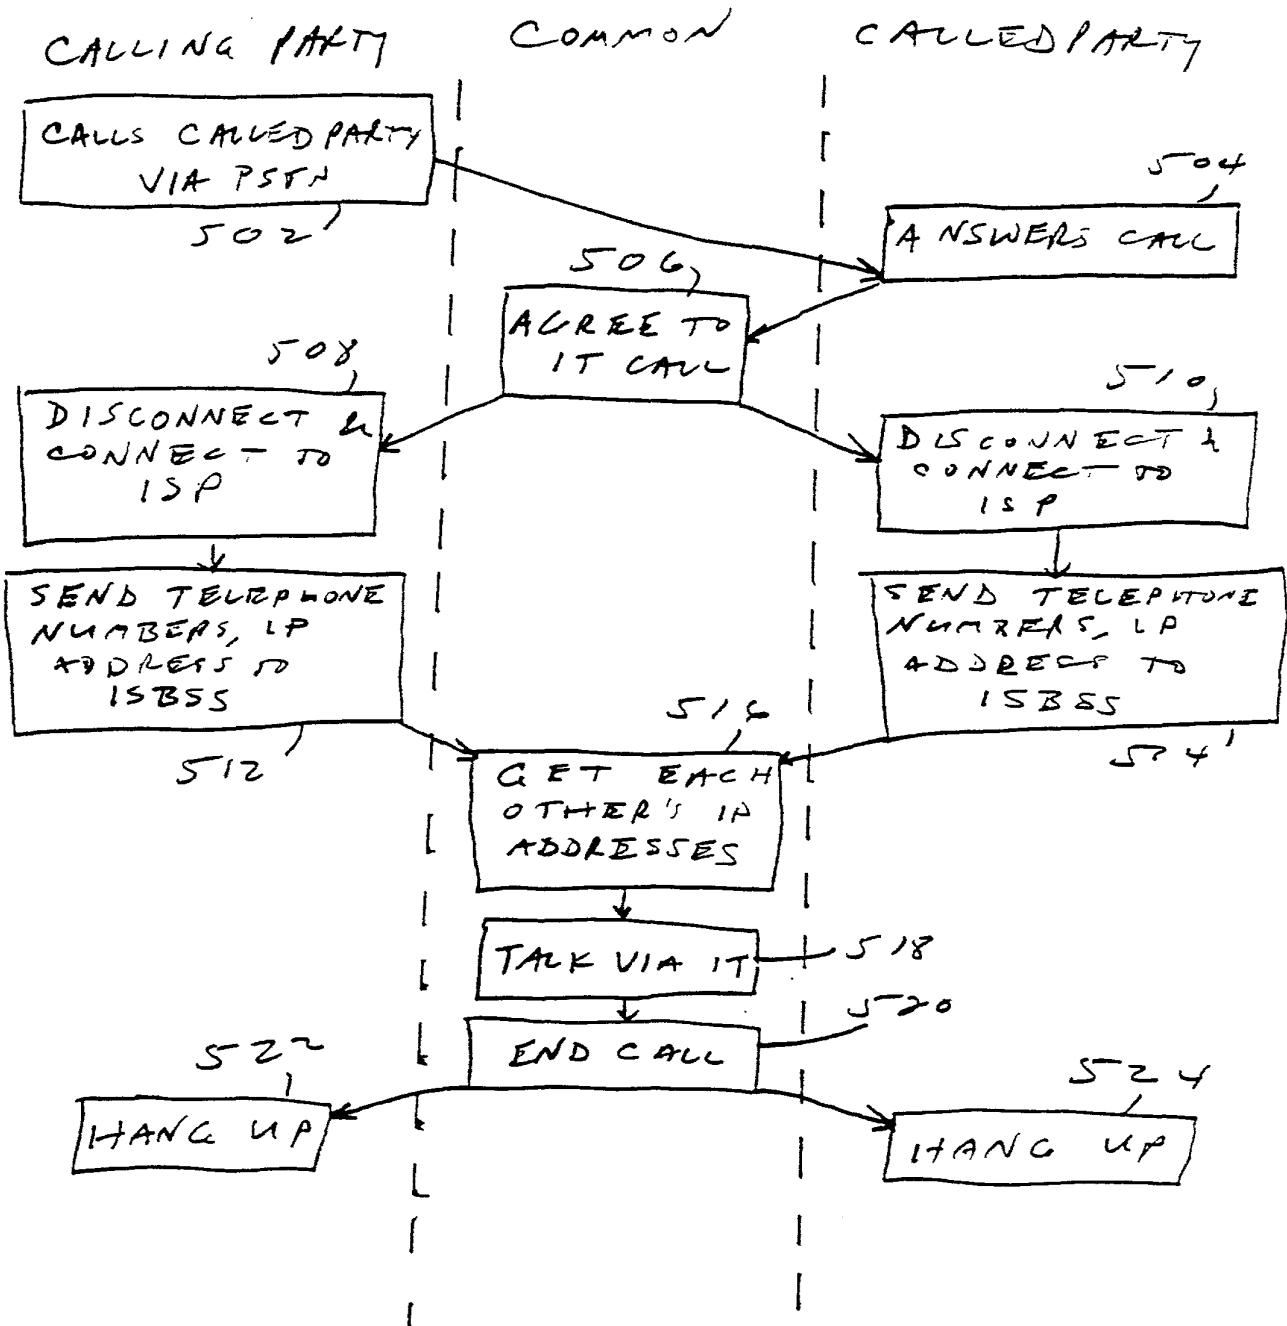 CALLING PARTY
COMMON
CALLED PARTY
CALLS CALLED PARTY
VIA PSTN
502
504
ANSWERS CALL
506
AGREE TO
IT CALL
508
DISCONNECT &
CONNECT TO
ISP
510
DISCONNECT &
CONNECT TO
ISP
SEND TELEPHONE
NUMBERS, IP
ADDRESS TO
ISBSS
512
SEND TELEPHONE
NUMBERS, IP
ADDRESS TO
ISBSS
516
GET EACH
OTHER'S IP
ADDRESSES
TALK VIA IT
518
END CALL
520
522
HANG UP
524
HANG UP